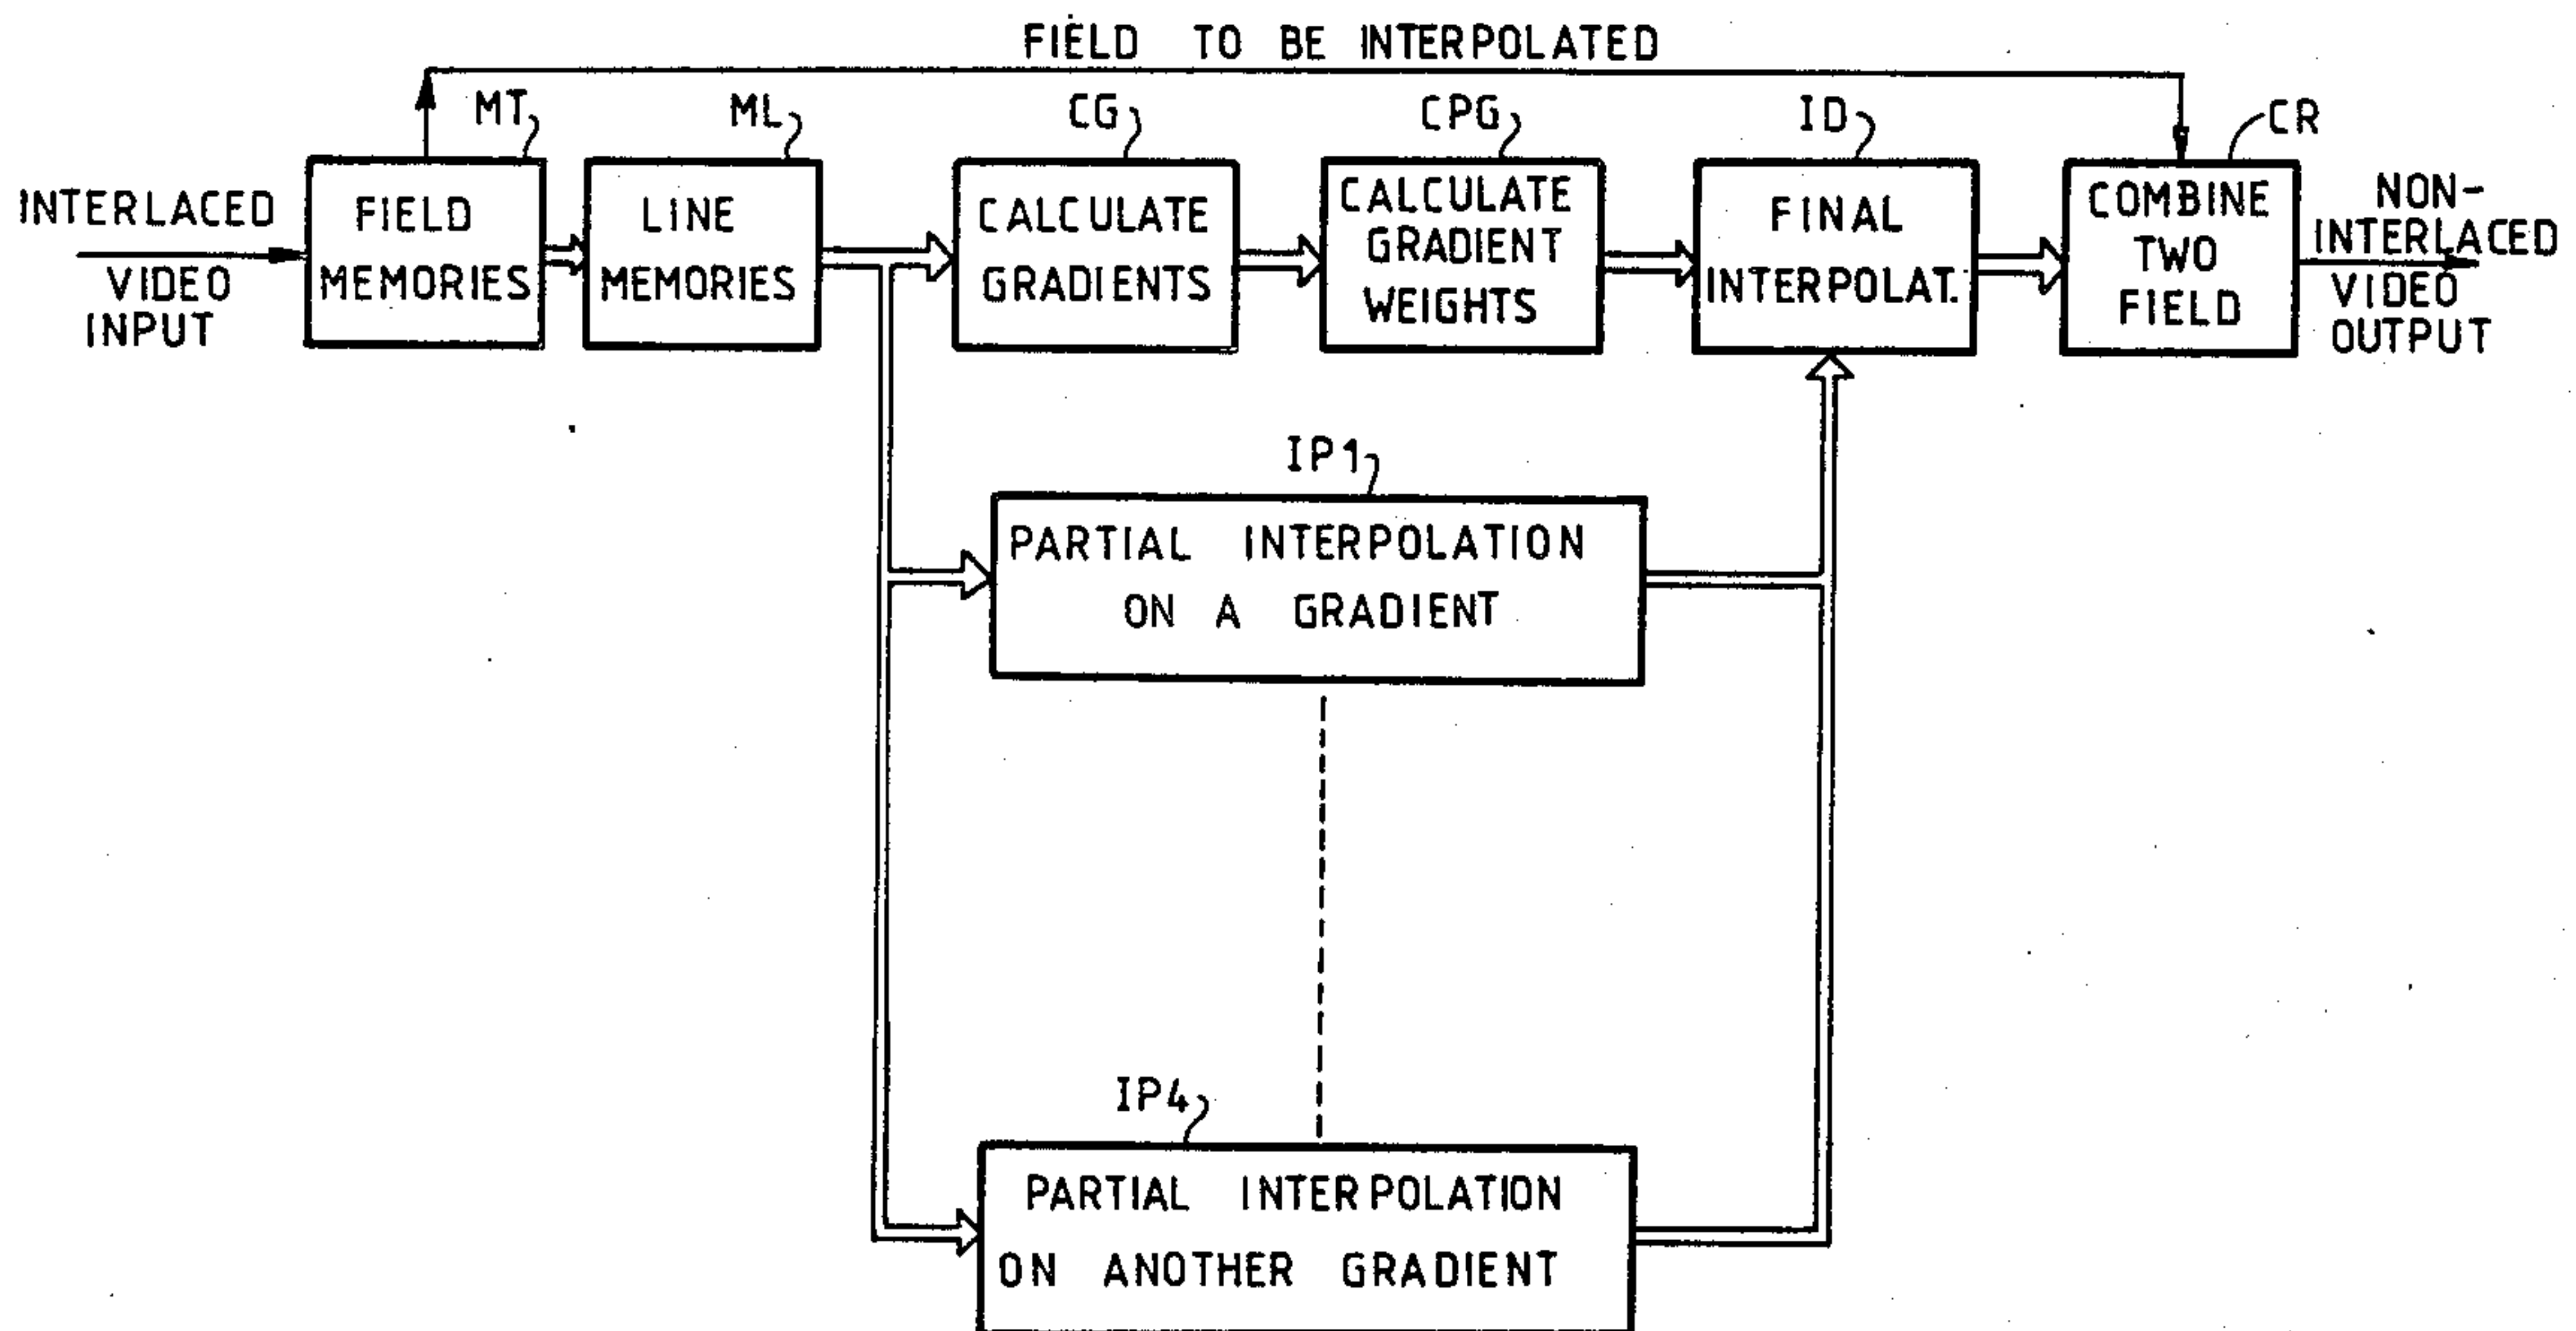 FIELD TO BE INTERPOLATED
MT
ML
CG
CPG
ID
CR
INTERLACED
VIDEO
INPUT
FIELD
MEMORIES
LINE
MEMORIES
CALCULATE
GRADIENTS
CALCULATE
GRADIENT
WEIGHTS
FINAL
INTERPOLAT.
COMBINE
TWO
FIELD
NON-
INTERLACED
VIDEO
OUTPUT
IP1
PARTIAL INTERPOLATION
ON A GRADIENT
IP4
PARTIAL INTERPOLATION
ON ANOTHER GRADIENT